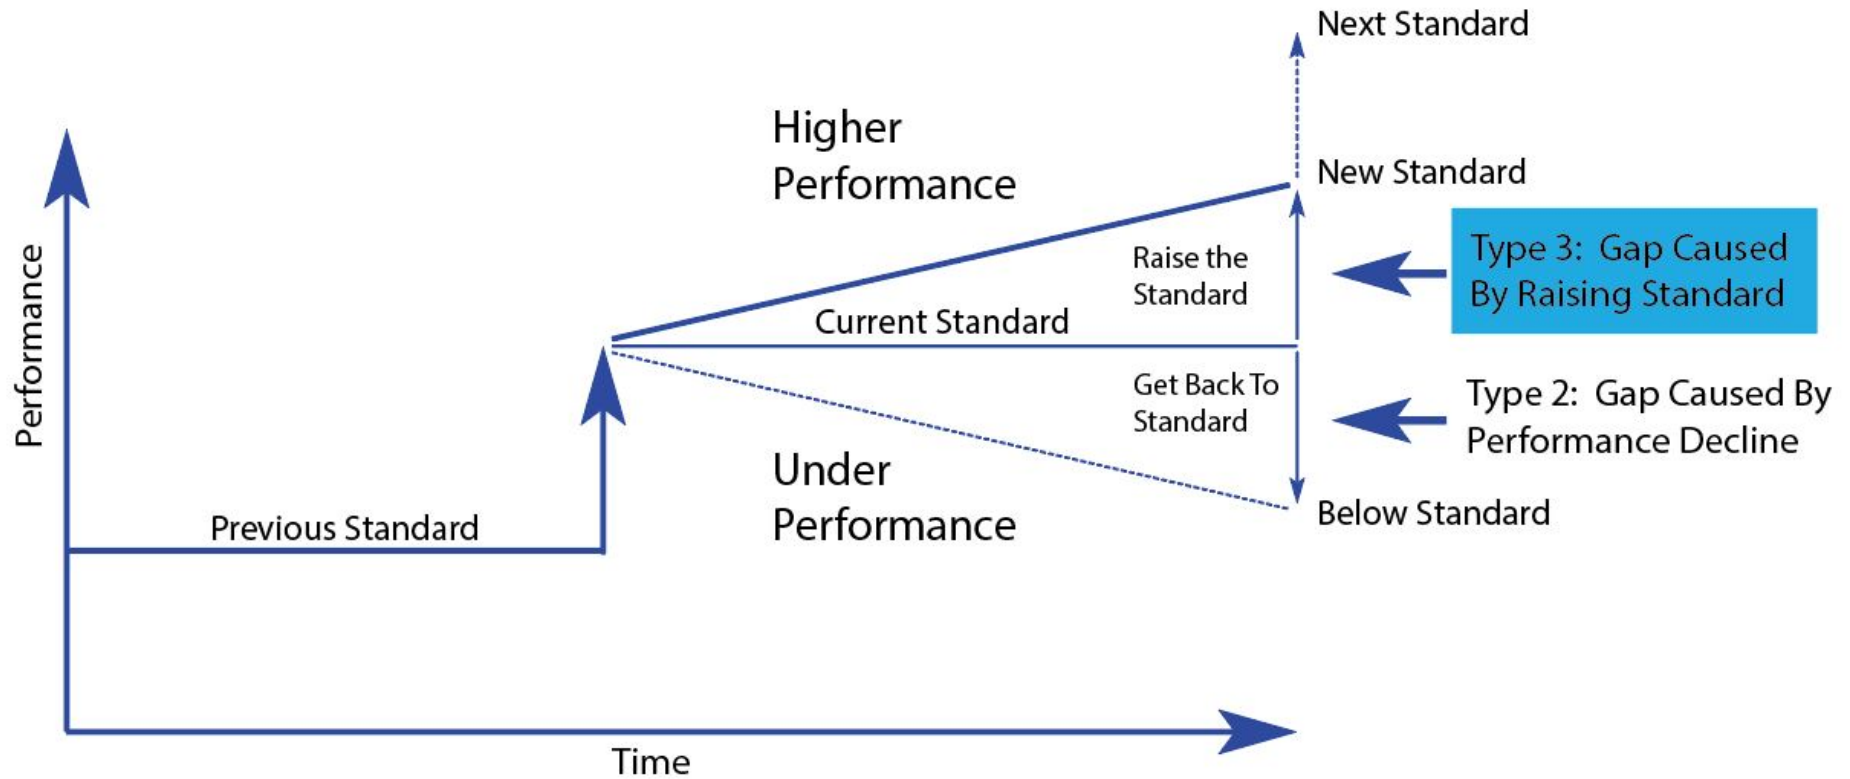 Next Standard
Higher
Performance
New Standard
Raise the
Standard
Type 3:  Gap Caused
By Raising Standard
Current Standard
Performance
Get Back To
Standard
Type 2:  Gap Caused By
Performance Decline
Under
Performance
Below Standard
Previous Standard
Time